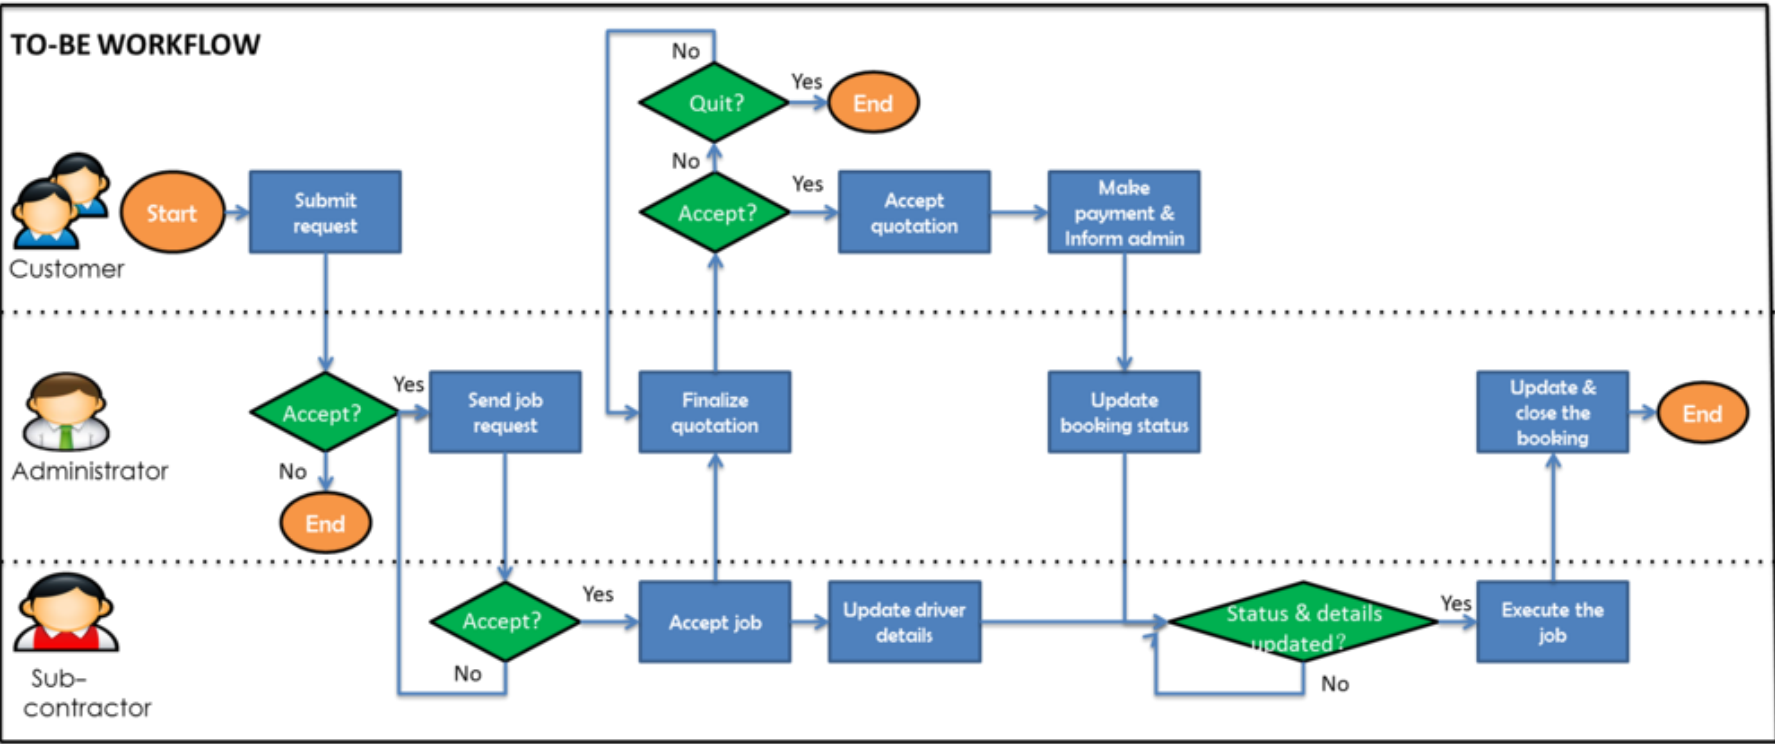 TO-BE WORKFLOW
No
Quit?
Yes
End
No
Start
Submit
request
Accept?
Yes
Accept
quotation
Make
payment &
Inform admin
Customer
Accept?
Yes
Send job
request
Finalize
quotation
Update
booking status
Update &
close the
booking
End
Administrator
No
End
Accept?
Yes
Accept job
Update driver
details
Status & details
updated?
Yes
Execute the
job
No
No
Sub-
contractor